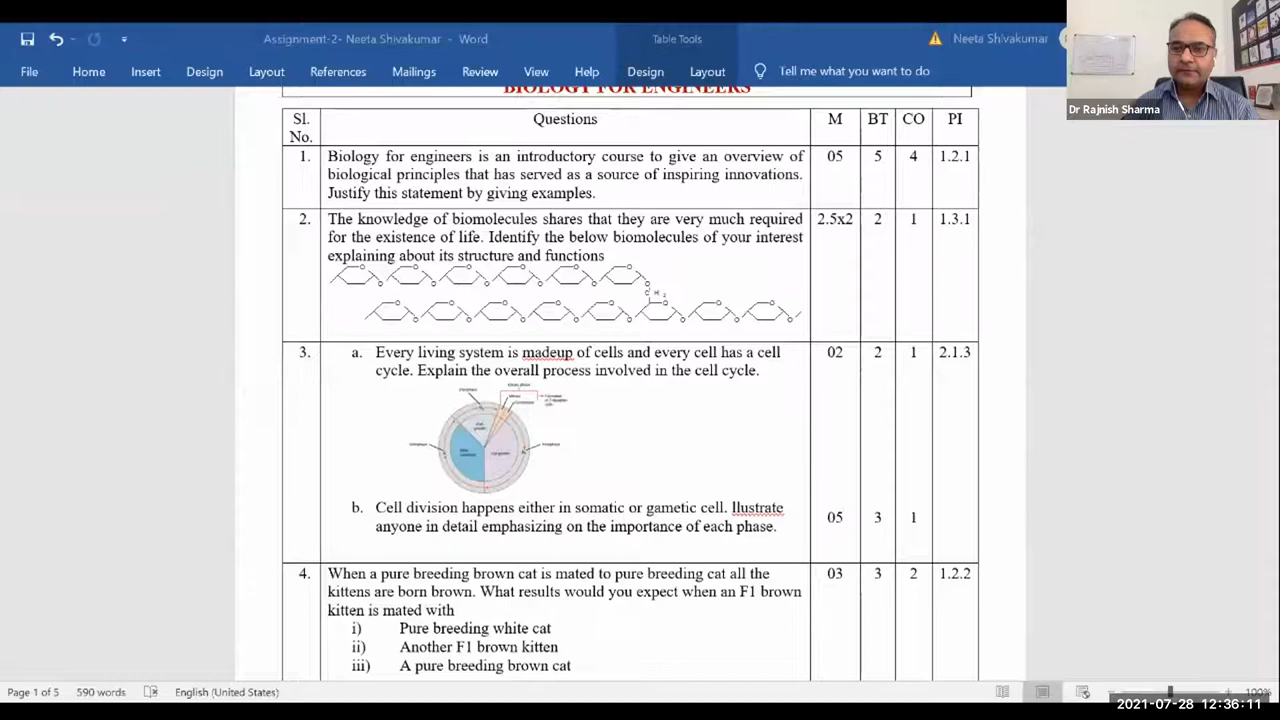 Assignment-2- Neeta Shivakumar - Word
Table Tools
Neeta Shivakumar
File Home Insert Design Layout References Mailings Review View Help Design Layout Tell me what you want to do
Dr Rajnish Sharma
BIOLOGY FOR ENGINEERS
Sl. No. Questions M BT CO PI
1. Biology for engineers is an introductory course to give an overview of 05 5 4 1.2.1
biological principles that has served as a source of inspiring innovations.
Justify this statement by giving examples.
2. The knowledge of biomolecules shares that they are very much required 2.5x2 2 1 1.3.1
for the existence of life. Identify the below biomolecules of your interest
explaining about its structure and functions
3. a. Every living system is madeup of cells and every cell has a cell 02 2 1 2.1.3
cycle. Explain the overall process involved in the cell cycle.
b. Cell division happens either in somatic or gametic cell. Ilustrate
anyone in detail emphasizing on the importance of each phase. 05 3 1
4. When a pure breeding brown cat is mated to pure breeding cat all the 03 3 2 1.2.2
kittens are born brown. What results would you expect when an F1 brown
kitten is mated with
i) Pure breeding white cat
ii) Another F1 brown kitten
iii) A pure breeding brown cat
Page 1 of 5 590 words English (United States) 100%
2021-07-28 12:36:11